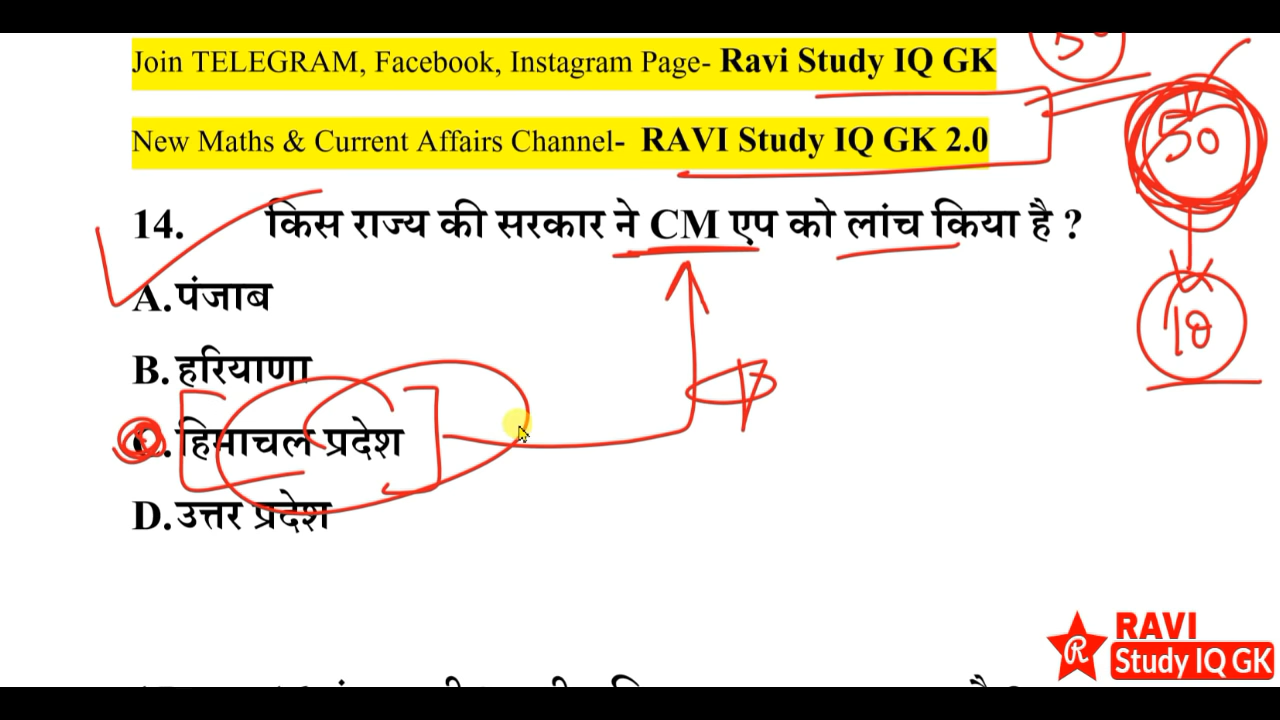 Join TELEGRAM, Facebook, Instagram Page- Ravi Study IQ GK
50
New Maths & Current Affairs Channel- RAVI Study IQ GK 2.0
14. किस राज्य की सरकार ने CM एप को लांच किया है ?
A. पंजाब
10
B. हरियाणा
C. हिमाचल प्रदेश
D. उत्तर प्रदेश
RAVI
R Study IQ GK